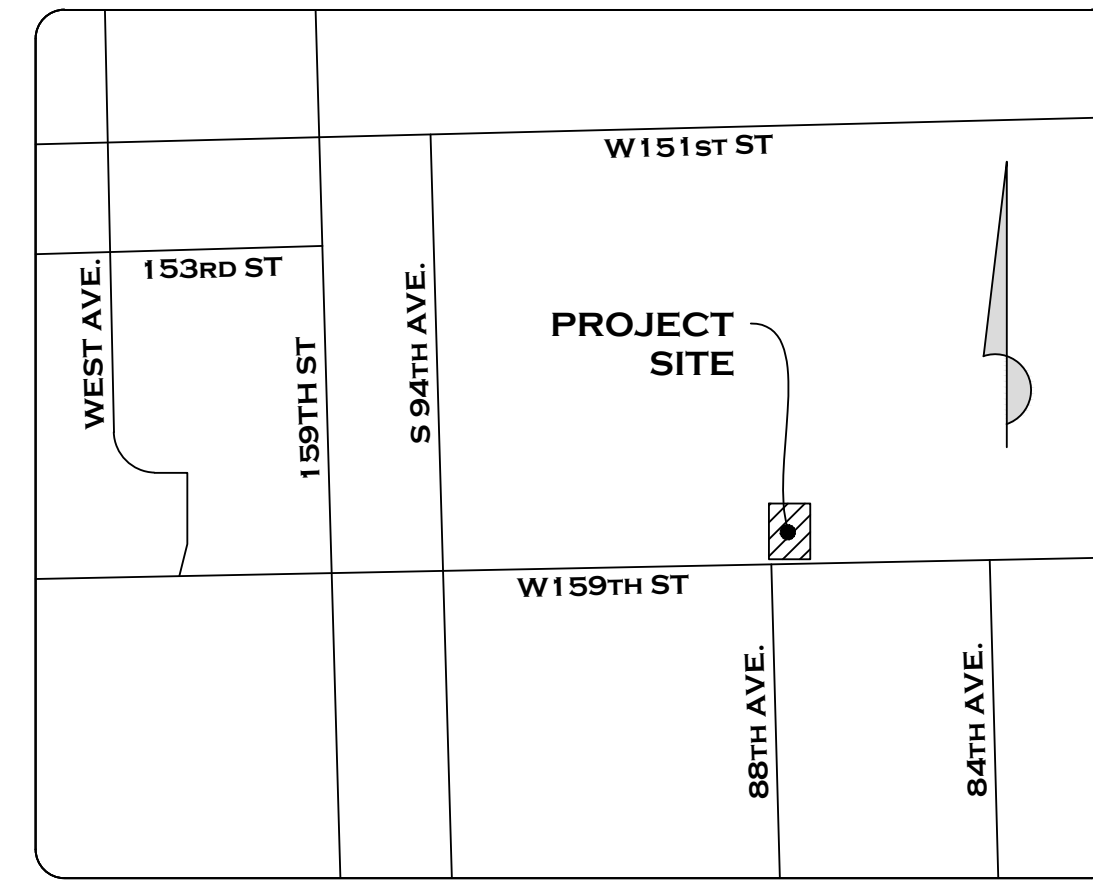 W151ST ST
153RD ST
WEST AVE.
159TH ST
S 94TH AVE.
PROJECT
SITE
W159TH ST
88TH AVE.
84TH AVE.